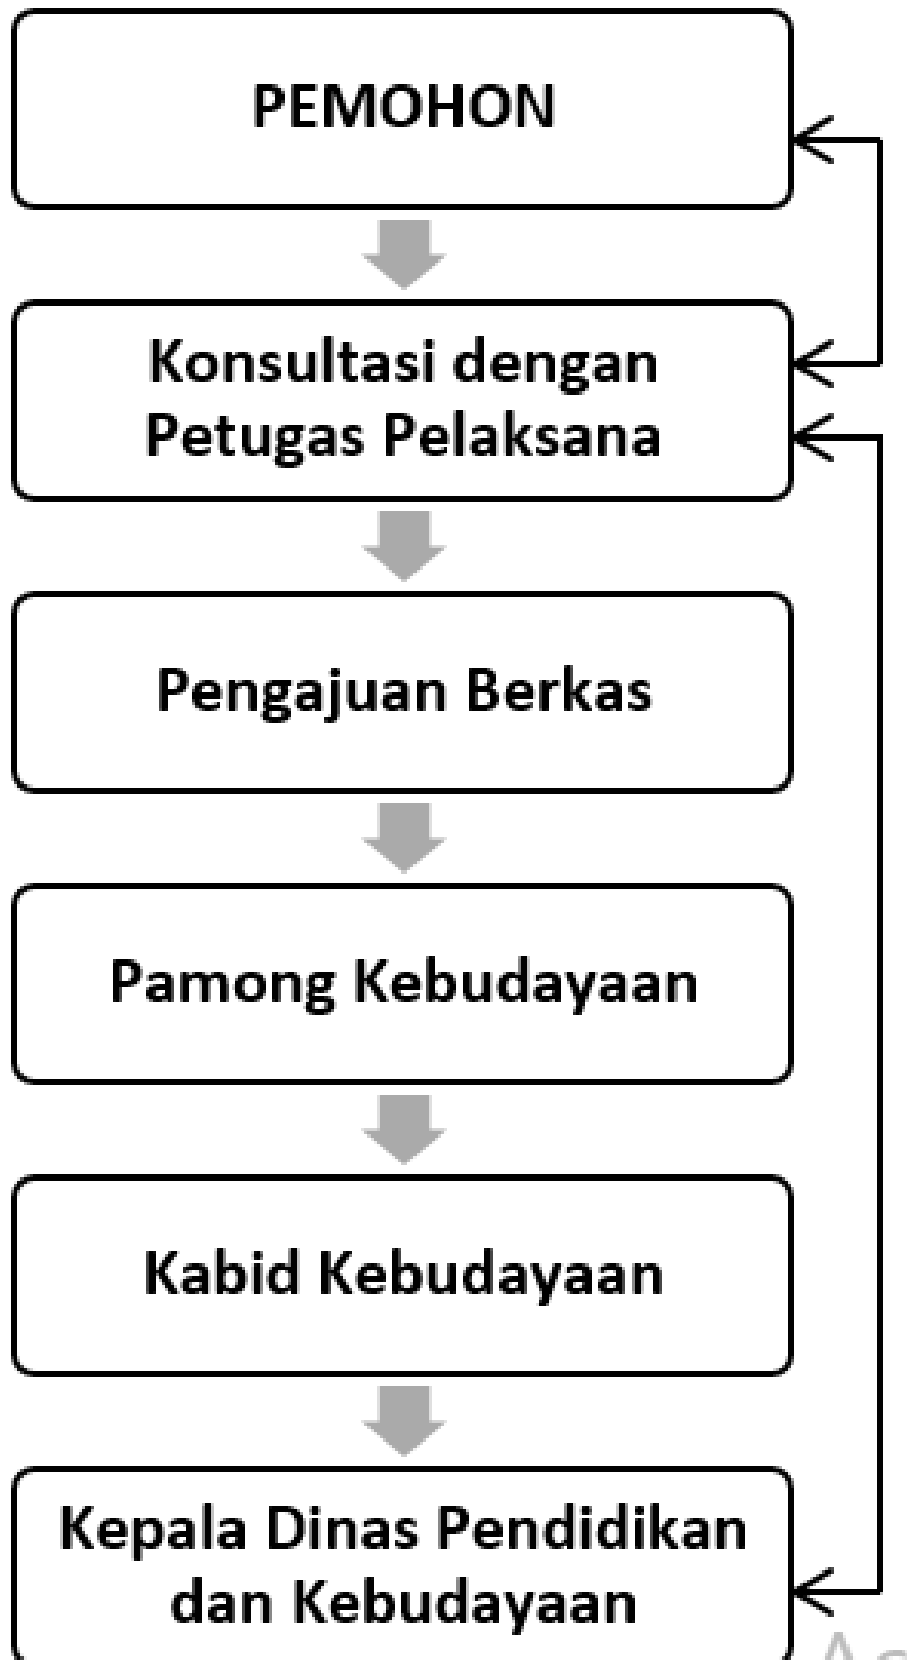 PEMOHON
Konsultasi dengan
Petugas Pelaksana
Pengajuan Berkas
Pamong Kebudayaan
Kabid Kebudayaan
Kepala Dinas Pendidikan
dan Kebudayaan